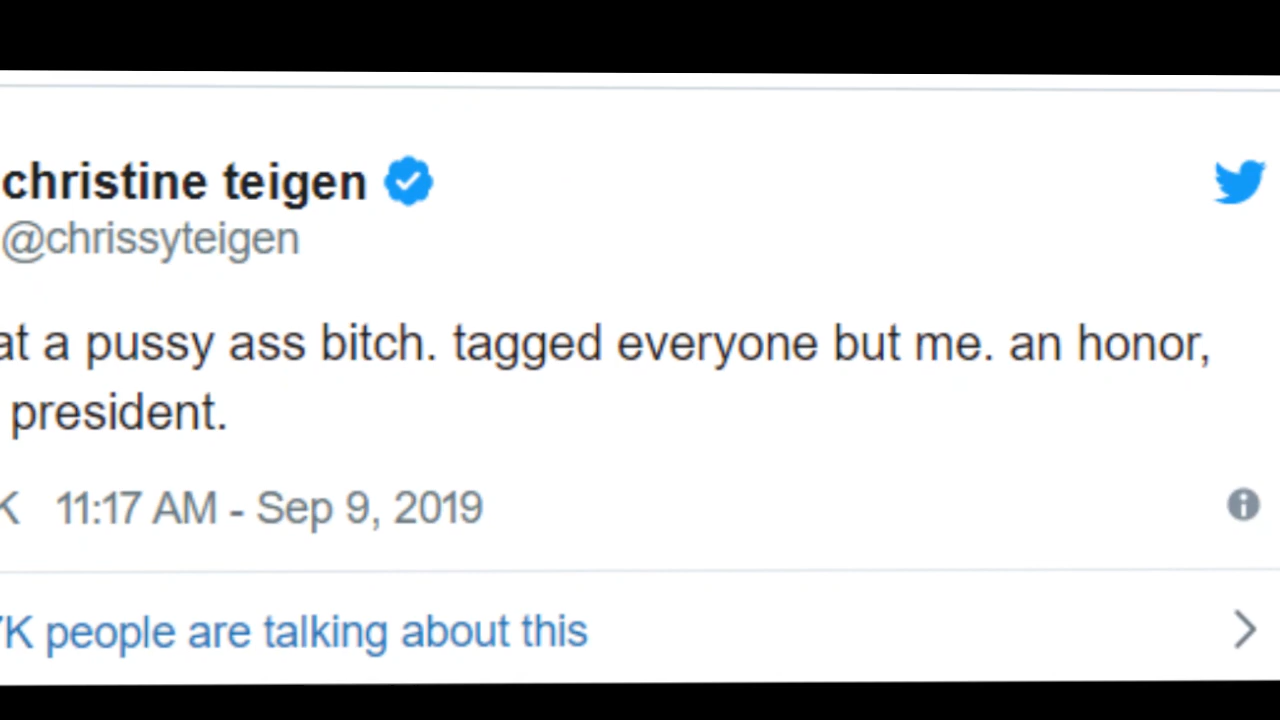 christine teigen
@chrissyteigen
at a pussy ass bitch. tagged everyone but me. an honor,
president.
K 11:17 AM - Sep 9, 2019
K people are talking about this